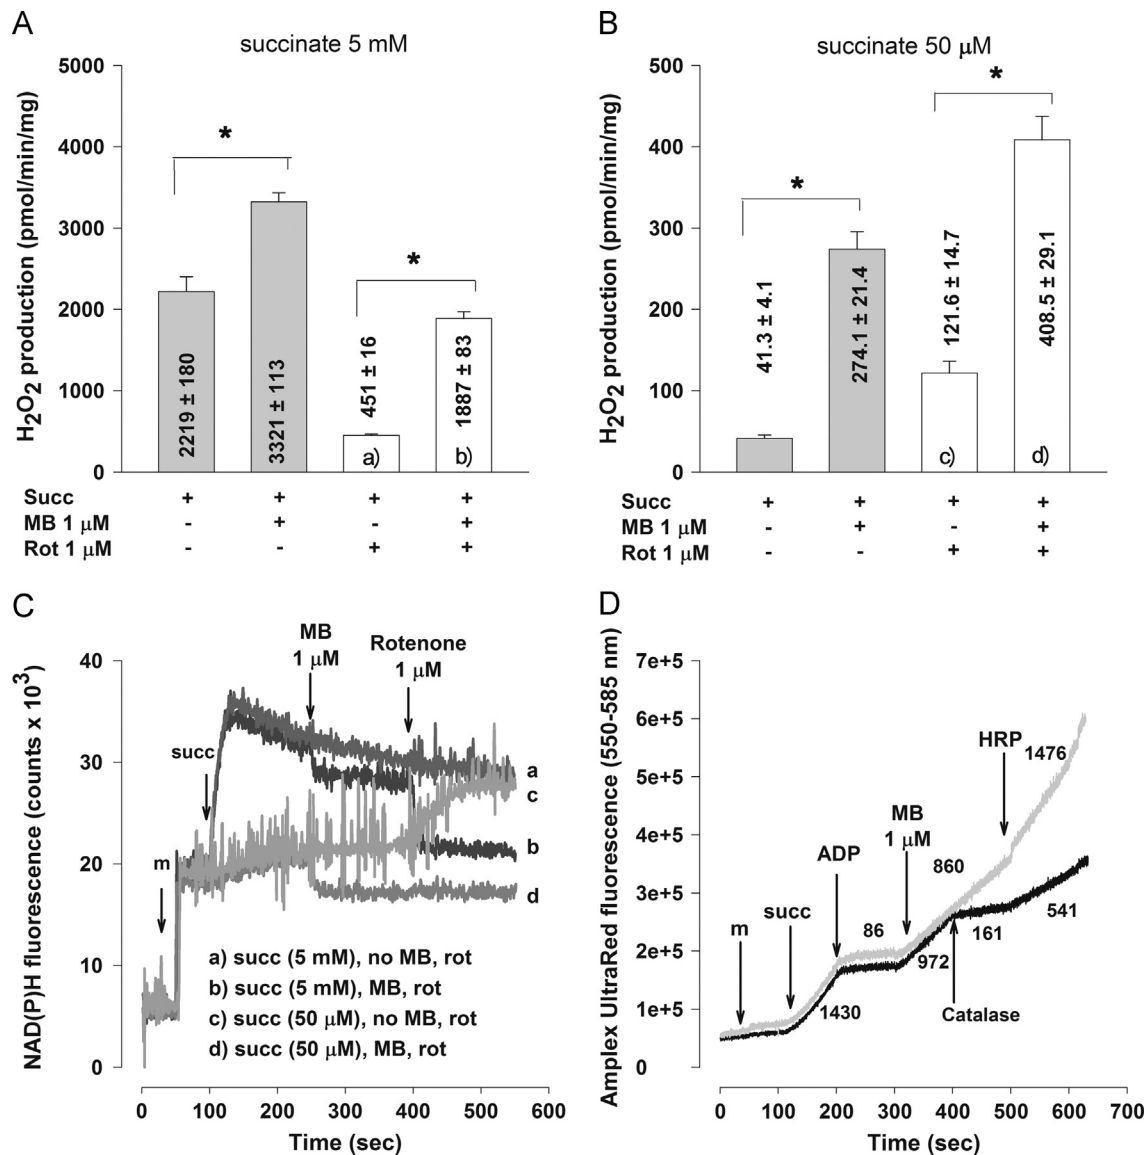 A
succinate 5 mM
H2O2 production (pmol/min/mg)
5000
4000
3000
2000
1000
0
*
*
2219 ± 180
3321 ± 113
451 ± 16
1887 ± 83
a)
b)
Succ + + + +
MB 1 μM - + - +
Rot 1 μM - - + +
B
succinate 50 μM
H2O2 production (pmol/min/mg)
500
400
300
200
100
0
*
*
41.3 ± 4.1
274.1 ± 21.4
121.6 ± 14.7
408.5 ± 29.1
c)
d)
Succ + + + +
MB 1 μM - + - +
Rot 1 μM - - + +
C
NAD(P)H fluorescence (counts x 10³)
40
30
20
10
0
m
succ
MB
1 μM
Rotenone
1 μM
a
c
b
d
a) succ (5 mM), no MB, rot
b) succ (5 mM), MB, rot
c) succ (50 μM), no MB, rot
d) succ (50 μM), MB, rot
0 100 200 300 400 500 600
Time (sec)
D
Amplex UltraRed fluorescence (550-585 nm)
7e+5
6e+5
5e+5
4e+5
3e+5
2e+5
1e+5
0
m
succ
ADP
MB
1 μM
HRP
1476
860
86
972
161
541
1430
Catalase
0 100 200 300 400 500 600 700
Time (sec)